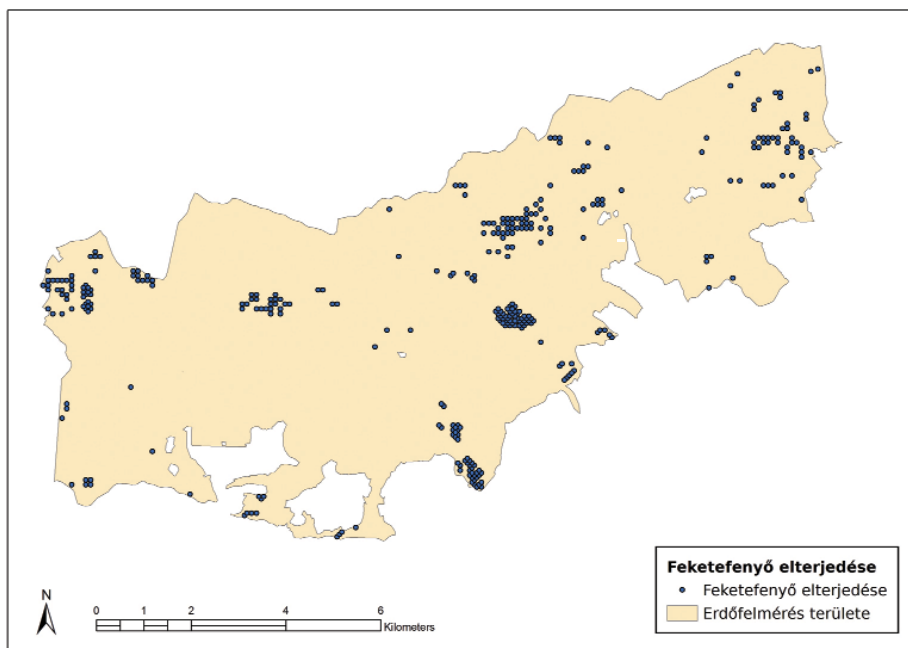 N
0 1 2 4 6
Kilometers
Feketefenyő elterjedése
Feketefenyő elterjedése
Erdőfelmérés területe